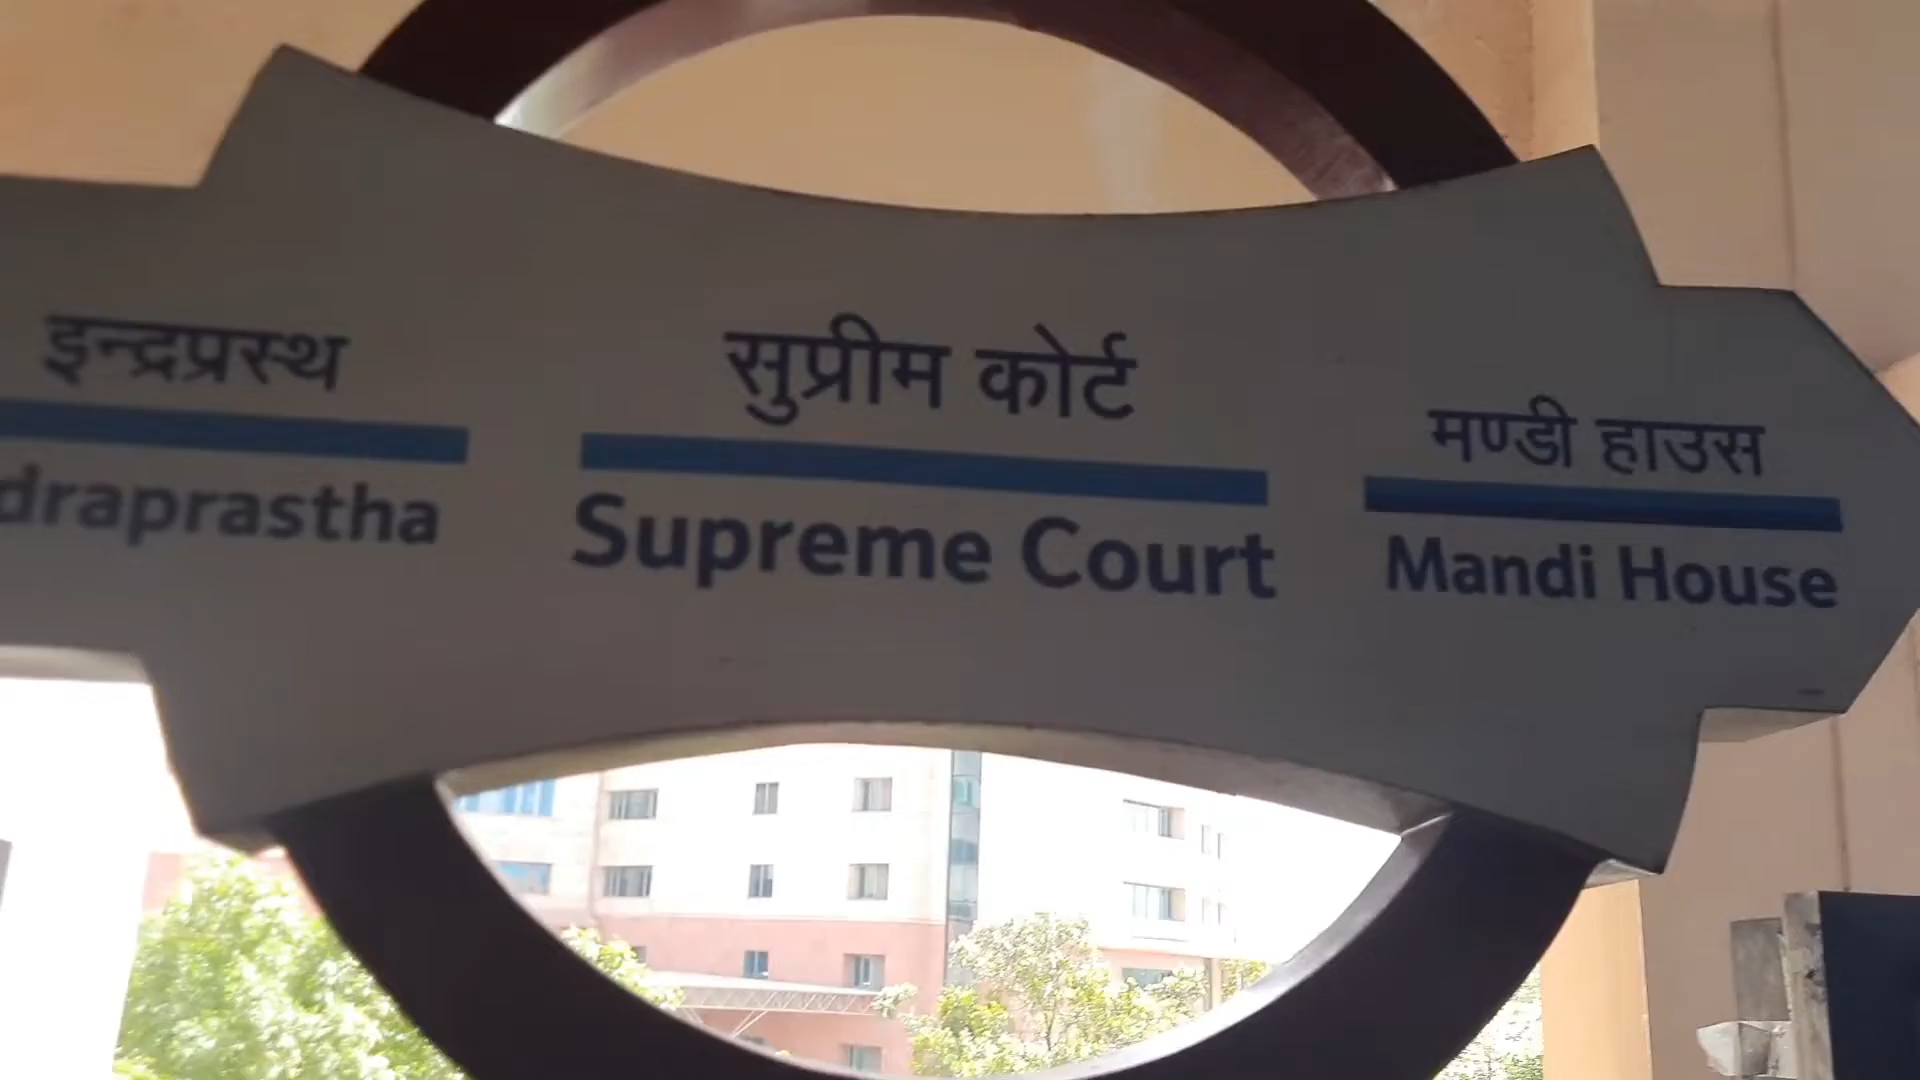 इन्द्रप्रस्थ
draprastha
सुप्रीम कोर्ट
Supreme Court
मण्डी हाउस
Mandi House